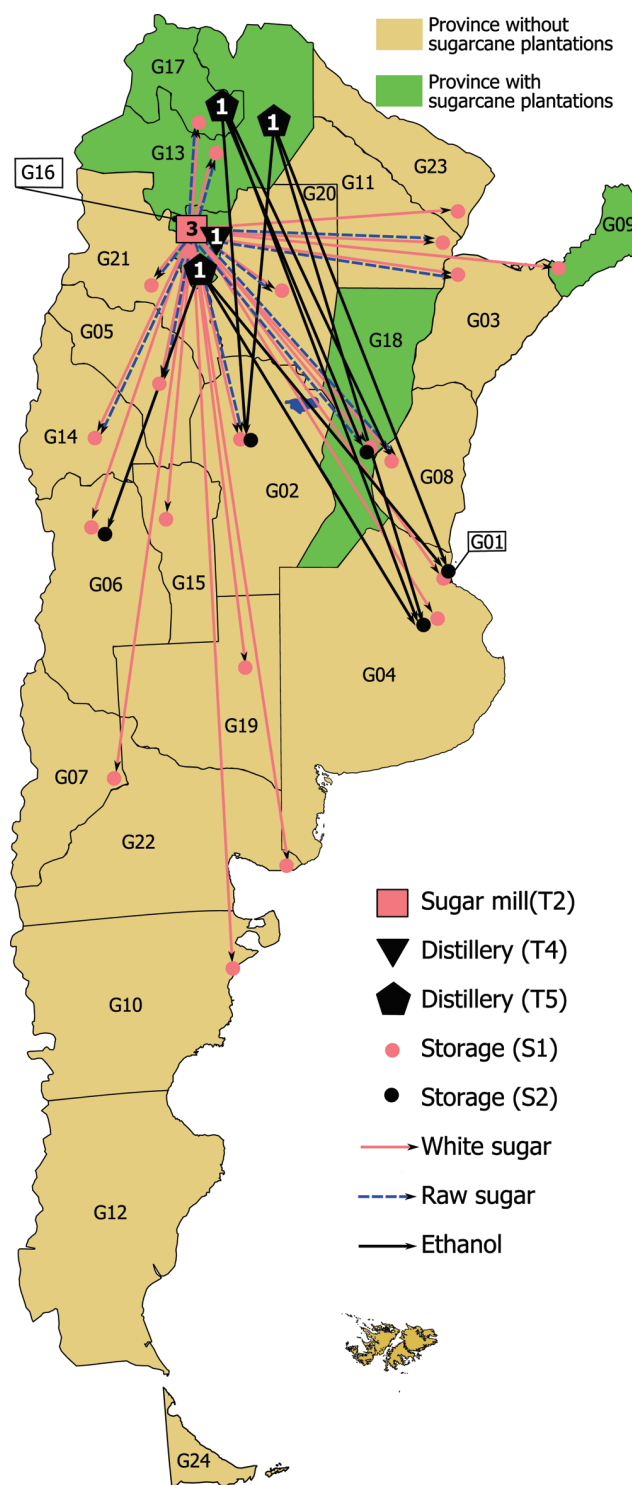 Province without
sugarcane plantations
Province with
sugarcane plantations
G17
1
1
G13
G23
G11
G16
G20
G09
3
1
G21
1
G03
G05
G18
G14
G08
G02
G01
G06
G15
G04
G19
G07
G22
Sugar mill(T2)
Distillery (T4)
Distillery (T5)
G10
Storage (S1)
Storage (S2)
White sugar
Raw sugar
G12
Ethanol
G24